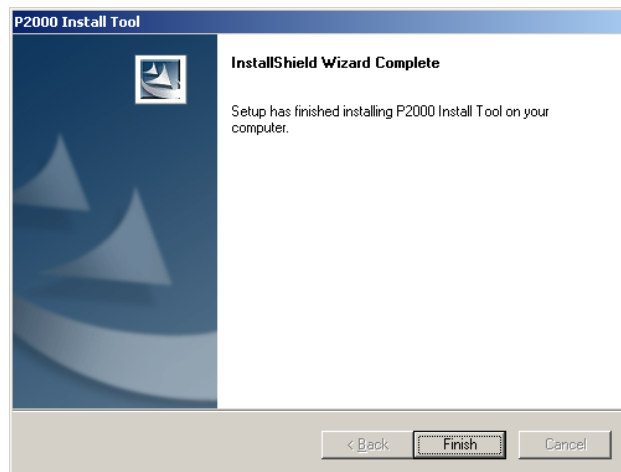 P2000 Install Tool
InstallShield Wizard Complete
Setup has finished installing P2000 Install Tool on your
computer.
< Back
Finish
Cancel